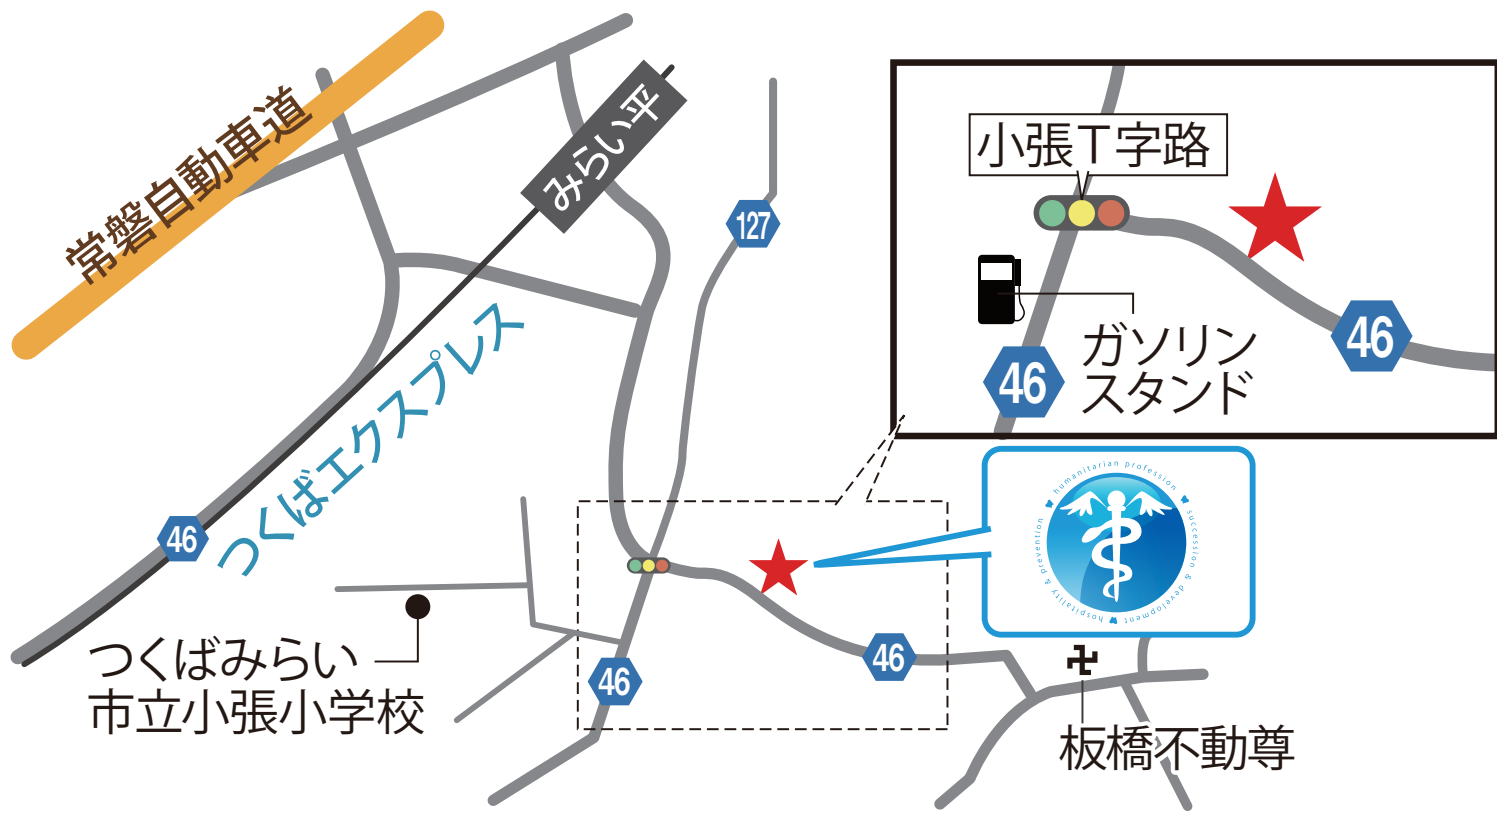 常磐自動車道
みらい平
127
つくばエクスプレス
46
つくばみらい
市立小張小学校
46
46
小張T字路
ガソリン
スタンド
46
46
humanitarian profession
succession & development
hospitality & prevention
板橋不動尊